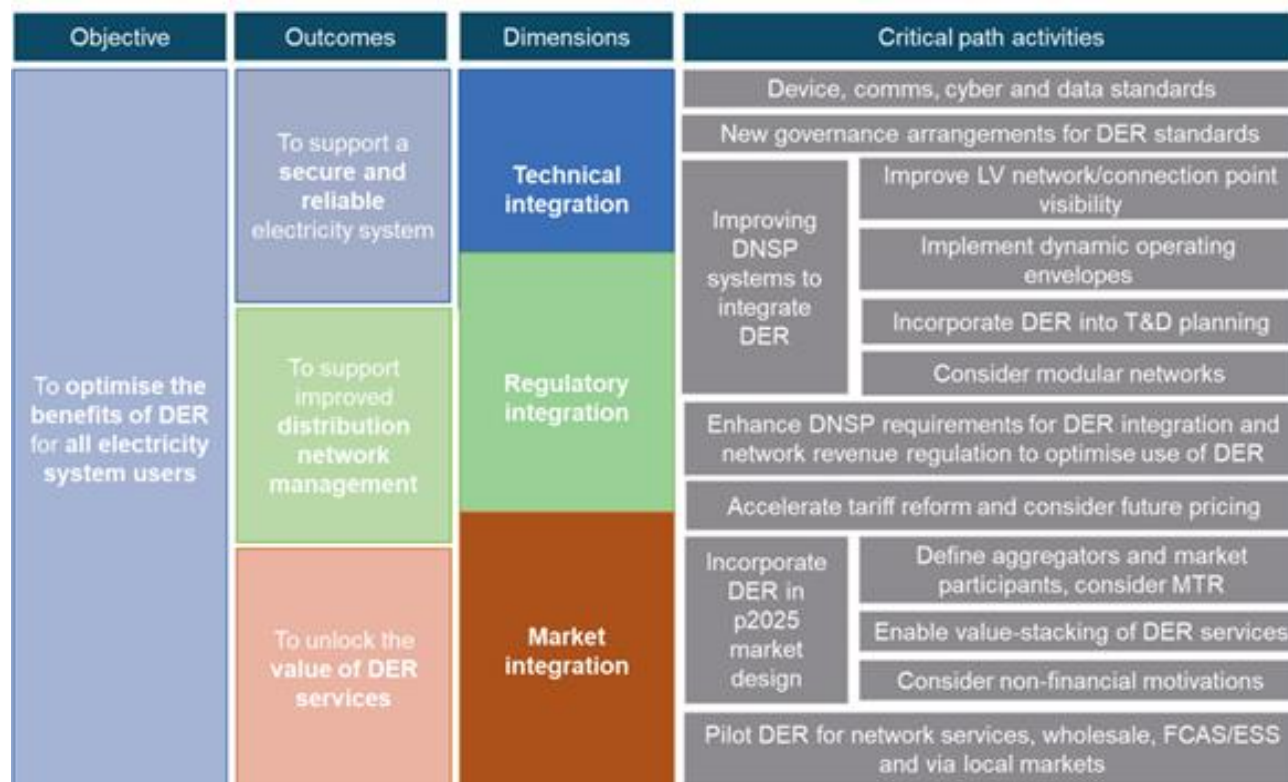 Objective
Outcomes
Dimensions
Critical path activities
To optimise the
benefits of DER
for all electricity
system users
To support a
secure and
reliable
electricity system
To support
improved
distribution
network
management
To unlock the
value of DER
services
Technical
integration
Regulatory
integration
Market
integration
Device, comms, cyber and data standards
New governance arrangements for DER standards
Improving
DNSP
systems to
integrate
DER
Improve LV network/connection point
visibility
Implement dynamic operating
envelopes
Incorporate DER into T&D planning
Consider modular networks
Enhance DNSP requirements for DER integration and
network revenue regulation to optimise use of DER
Accelerate tariff reform and consider future pricing
Incorporate
DER in
p2025
market
design
Define aggregators and market
participants, consider MTR
Enable value-stacking of DER services
Consider non-financial motivations
Pilot DER for network services, wholesale, FCAS/ESS
and via local markets